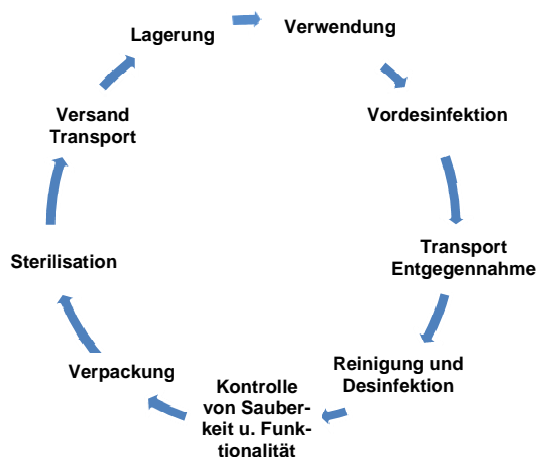 Lagerung
Verwendung
Vordesinfektion
Transport
Entgegennahme
Reinigung und
Desinfektion
Kontrolle
von Sauber-
keit u. Funk-
tionalität
Verpackung
Sterilisation
Versand
Transport